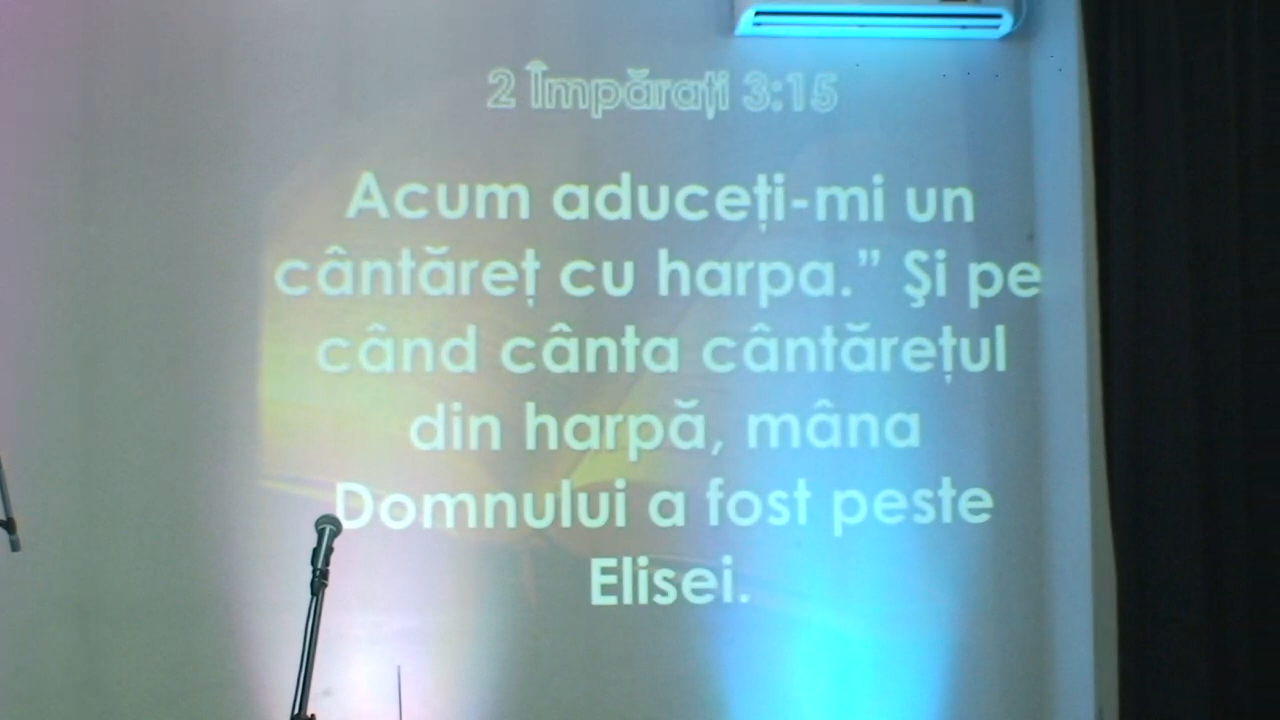 2 Împărați 3:15
Acum aduceți-mi un
cântăreț cu harpa.” Şi pe
când cânta cântărețul
din harpă, mâna
Domnului a fost peste
Elisei.